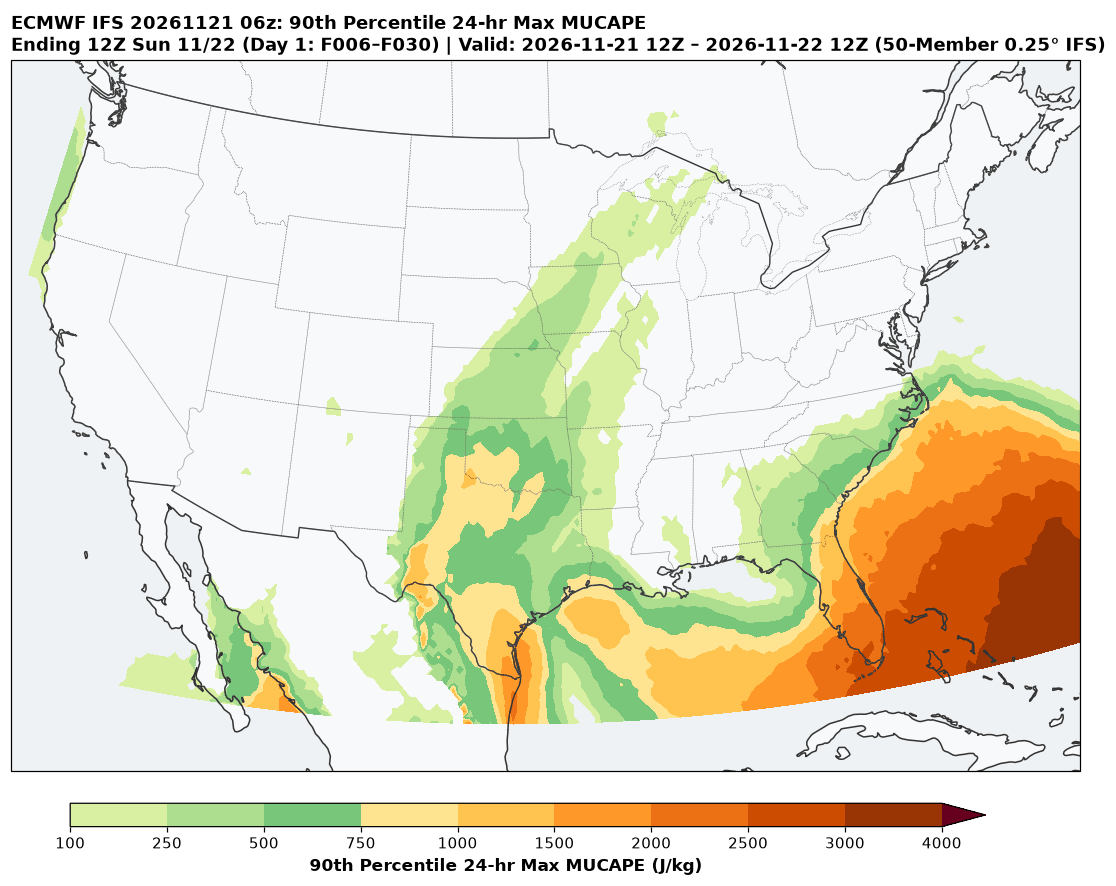 ECMWF IFS 20261121 06z: 90th Percentile 24-hr Max MUCAPE
Ending 12Z Sun 11/22 (Day 1: F006–F030) | Valid: 2026-11-21 12Z – 2026-11-22 12Z (50-Member 0.25° IFS)
100 250 500 750 1000 1500 2000 2500 3000 4000
90th Percentile 24-hr Max MUCAPE (J/kg)